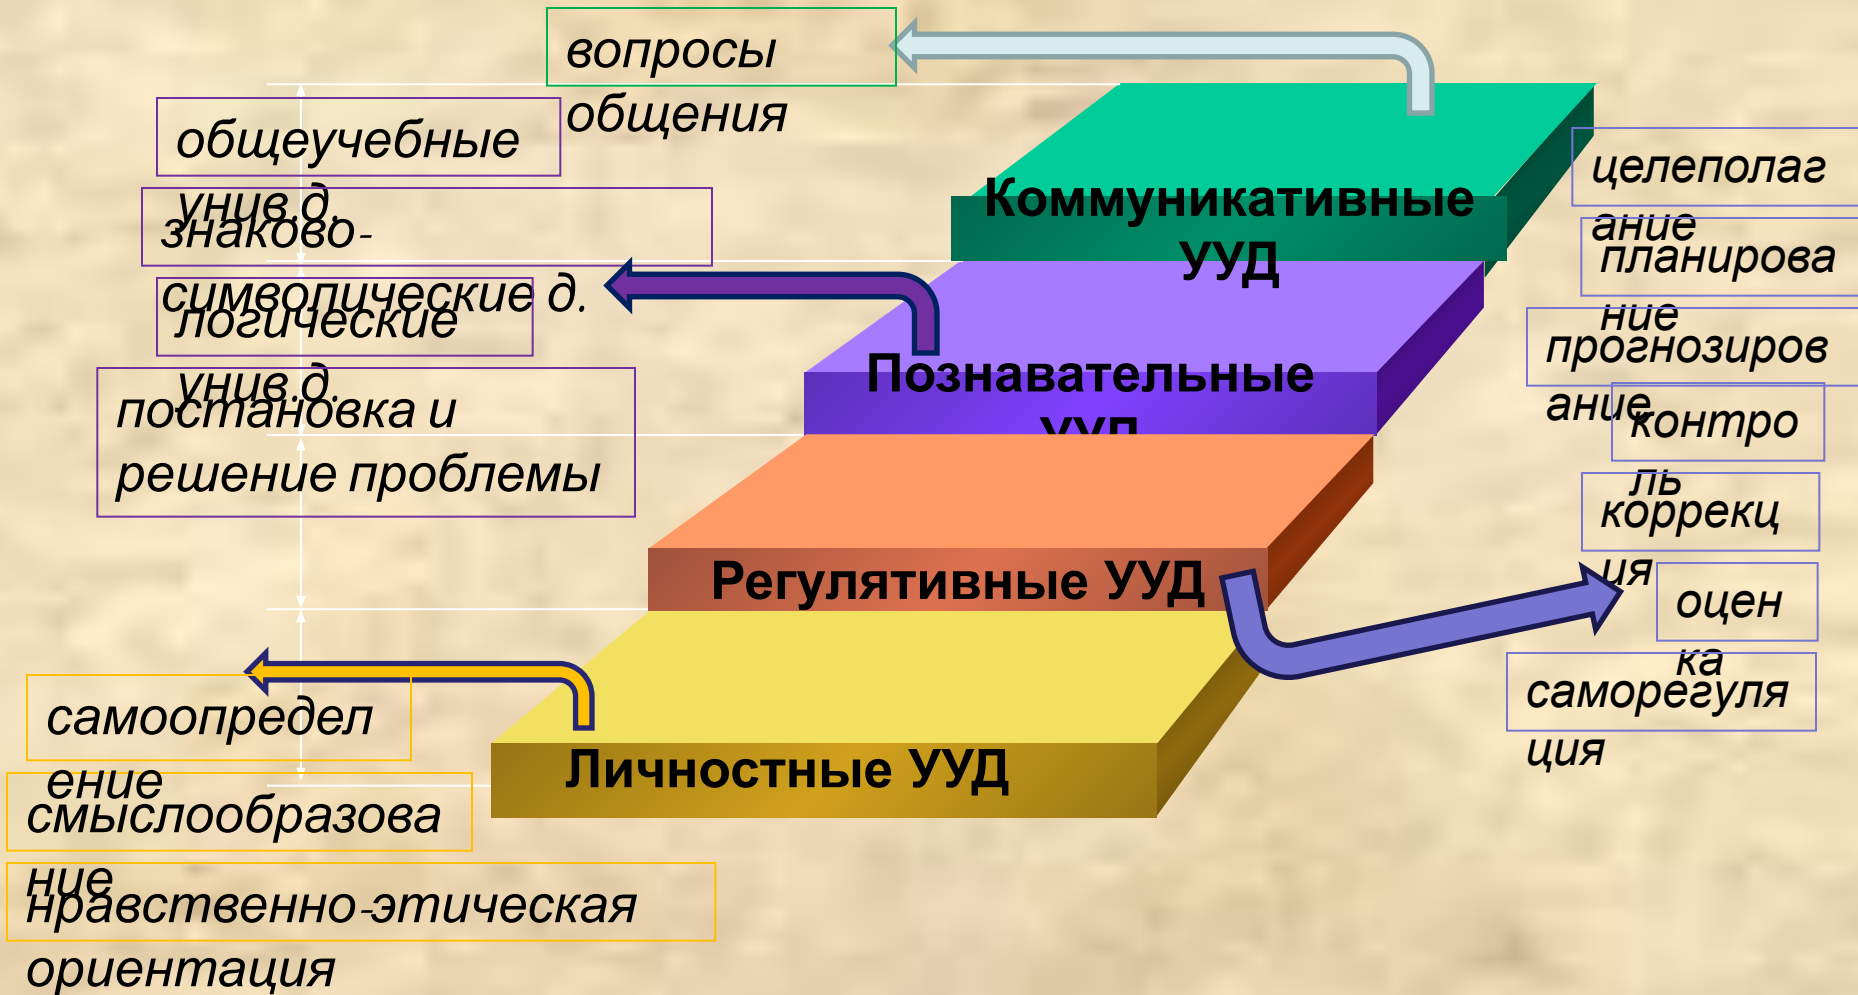 вопросы
общения
общеучебные
унив.д.
знаково-
символические д.
логические
унив.д.
постановка и
решение проблемы
Коммуникативные
УУД
Познавательные
УУД
Регулятивные УУД
Личностные УУД
целеполаг
ание
планирова
ние
прогнозиров
ание
контро
ль
коррекц
ия
оцен
ка
саморегуля
ция
самоопредел
ение
смыслообразова
ние
нравственно-этическая
ориентация